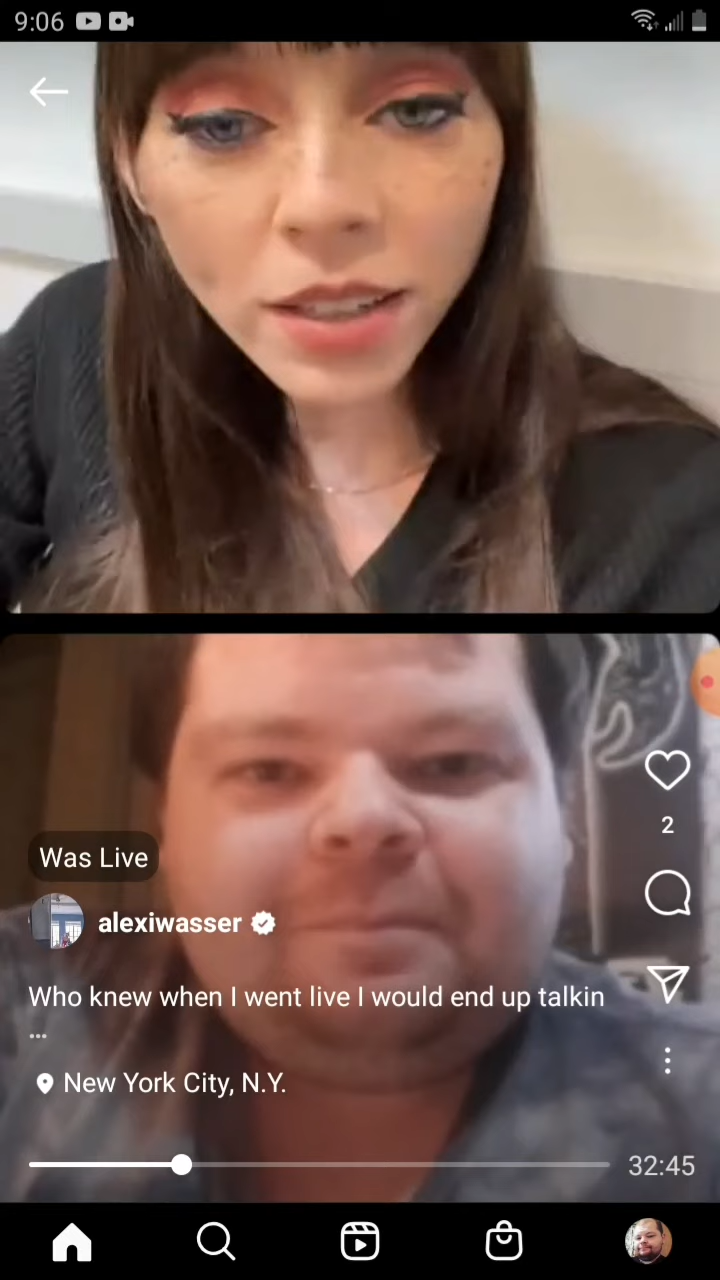 9:06
Was Live
alexiwasser
Who knew when I went live I would end up talkin
...
New York City, N.Y.
2
32:45